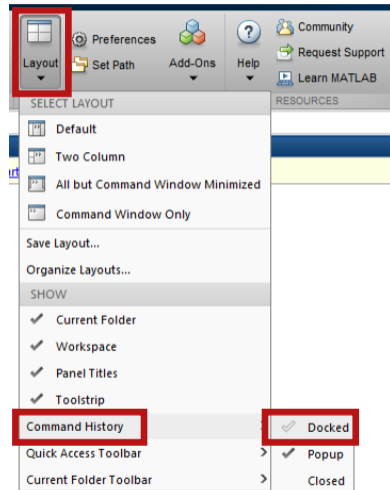 Layout
Preferences
Set Path
Add-Ons
Help
Community
Request Support
Learn MATLAB
RESOURCES
SELECT LAYOUT
Default
Two Column
All but Command Window Minimized
Command Window Only
Save Layout...
Organize Layouts...
SHOW
Current Folder
Workspace
Panel Titles
Toolstrip
Command History
Docked
Quick Access Toolbar
Popup
Current Folder Toolbar
Closed